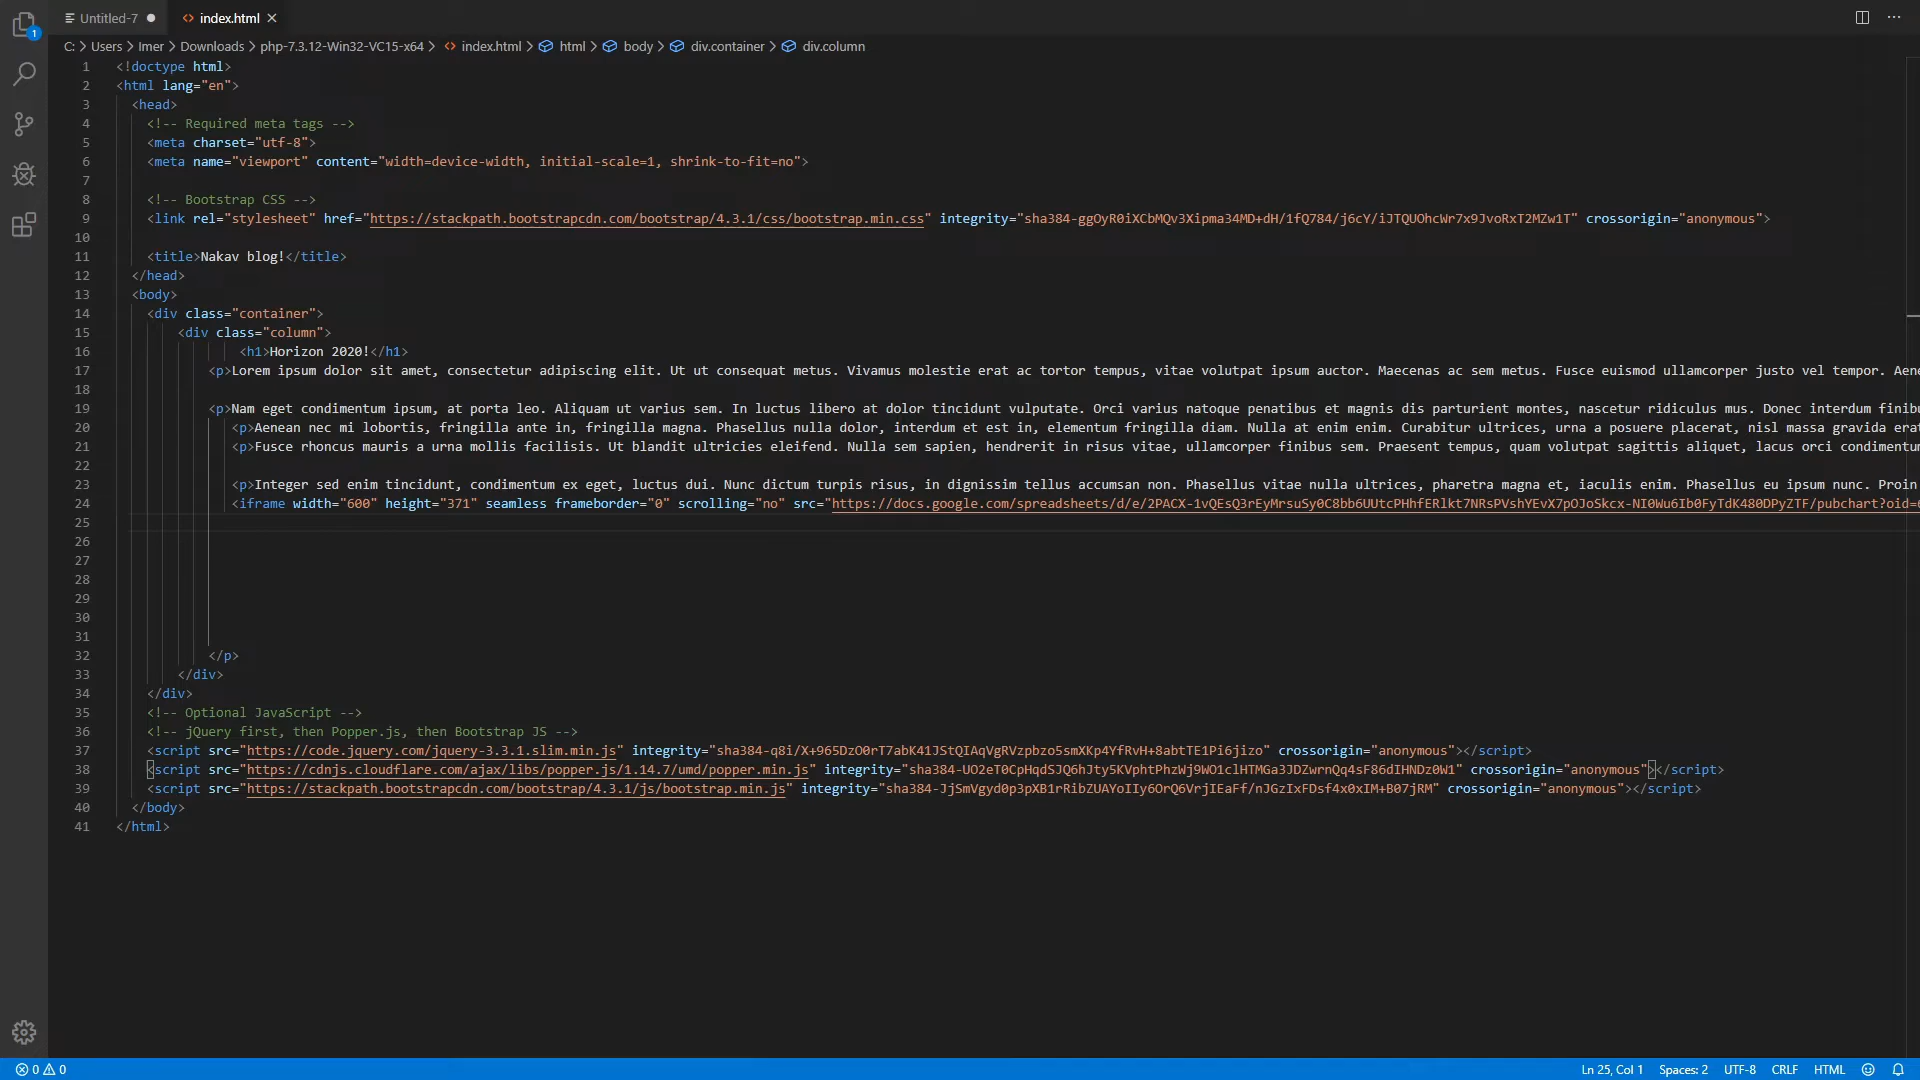 Untitled-7
index.html
C: > Users > Imer > Downloads > php-7.3.12-Win32-VC15-x64 > index.html > html > body > div.container > div.column
1 <!doctype html>
2 <html lang="en">
3 <head>
4 <!-- Required meta tags -->
5 <meta charset="utf-8">
6 <meta name="viewport" content="width=device-width, initial-scale=1, shrink-to-fit=no">
7
8 <!-- Bootstrap CSS -->
9 <link rel="stylesheet" href="https://stackpath.bootstrapcdn.com/bootstrap/4.3.1/css/bootstrap.min.css" integrity="sha384-ggOyR0iXCbMQv3Xipma34MD+dH/1fQ784/j6cY/iJTQUOhcWr7x9JvoRxT2MZw1T" crossorigin="anonymous">
10
11 <title>Nakav blog!</title>
12 </head>
13 <body>
14 <div class="container">
15 <div class="column">
16 <h1>Horizon 2020!</h1>
17 <p>Lorem ipsum dolor sit amet, consectetur adipiscing elit. Ut ut consequat metus. Vivamus molestie erat ac tortor tempus, vitae volutpat ipsum auctor. Maecenas ac sem metus. Fusce euismod ullamcorper justo vel tempor. Aene
18
19 <p>Nam eget condimentum ipsum, at porta leo. Aliquam ut varius sem. In luctus libero at dolor tincidunt vulputate. Orci varius natoque penatibus et magnis dis parturient montes, nascetur ridiculus mus. Donec interdum finibu
20 <p>Aenean nec mi lobortis, fringilla ante in, fringilla magna. Phasellus nulla dolor, interdum et est in, elementum fringilla diam. Nulla at enim enim. Curabitur ultrices, urna a posuere placerat, nisl massa gravida erat
21 <p>Fusce rhoncus mauris a urna mollis facilisis. Ut blandit ultricies eleifend. Nulla sem sapien, hendrerit in risus vitae, ullamcorper finibus sem. Praesent tempus, quam volutpat sagittis aliquet, lacus orci condimentu
22
23 <p>Integer sed enim tincidunt, condimentum ex eget, luctus dui. Nunc dictum turpis risus, in dignissim tellus accumsan non. Phasellus vitae nulla ultrices, pharetra magna et, iaculis enim. Phasellus eu ipsum nunc. Proin
24 <iframe width="600" height="371" seamless frameborder="0" scrolling="no" src="https://docs.google.com/spreadsheets/d/e/2PACX-1vQEsQ3rEyMrsuSy0C8bb6UUtcPHhfERlkt7NRsPVshYEvX7pOJoSkcx-NI0Wu6Ib0FyTdK480DPyZTF/pubchart?oid=6
25
26
27
28
29
30
31
32 </p>
33 </div>
34 </div>
35 <!-- Optional JavaScript -->
36 <!-- jQuery first, then Popper.js, then Bootstrap JS -->
37 <script src="https://code.jquery.com/jquery-3.3.1.slim.min.js" integrity="sha384-q8i/X+965DzO0rT7abK41JStQIAqVgRVzpbzo5smXKp4YfRvH+8abtTE1Pi6jizo" crossorigin="anonymous"></script>
38 <script src="https://cdnjs.cloudflare.com/ajax/libs/popper.js/1.14.7/umd/popper.min.js" integrity="sha384-UO2eT0CpHqdSJQ6hJty5KVphtPhzWj9WO1clHTMGa3JDZwrnQq4sF86dIHNDz0W1" crossorigin="anonymous"></script>
39 <script src="https://stackpath.bootstrapcdn.com/bootstrap/4.3.1/js/bootstrap.min.js" integrity="sha384-JjSmVgyd0p3pXB1rRibZUAYoIIy6OrQ6VrjIEaFf/nJGzIxFDsf4x0xIM+B07jRM" crossorigin="anonymous"></script>
40 </body>
41 </html>
1
0 0
Ln 25, Col 1 Spaces: 2 UTF-8 CRLF HTML